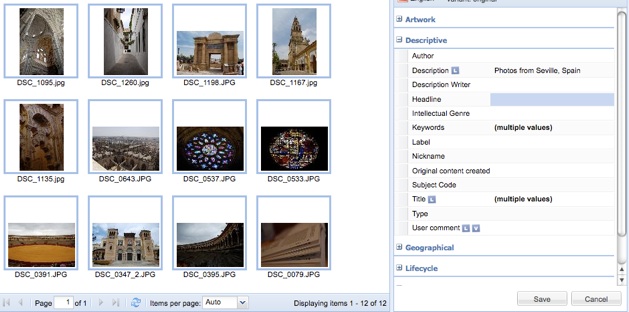 English Variant: original
DSC_1095.jpg DSC_1260.jpg DSC_1198.JPG DSC_1167.jpg
DSC_1135.jpg DSC_0643.JPG DSC_0537.JPG DSC_0533.JPG
DSC_0391.JPG DSC_0347_2.JPG DSC_0395.JPG DSC_0079.JPG
Page 1 of 1 Items per page: Auto Displaying items 1 - 12 of 12
Artwork
Descriptive
Author
Description L Photos from Seville, Spain
Description Writer
Headline
Intellectual Genre
Keywords (multiple values)
Label
Nickname
Original content created
Subject Code
Title L (multiple values)
Type
User comment L V
Geographical
Lifecycle
Save Cancel